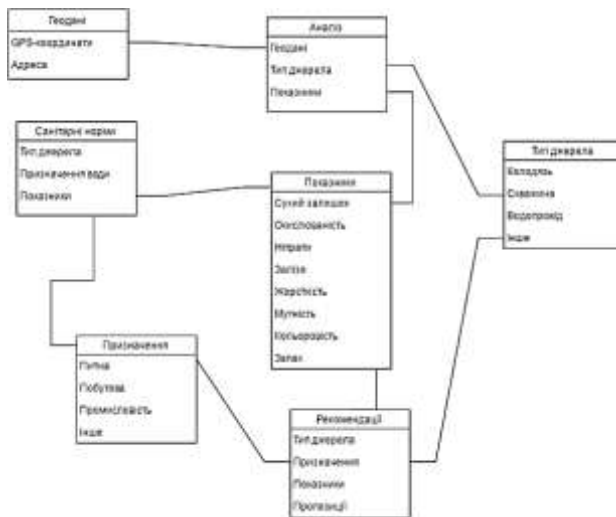 Геодані
GPS-координати
Адреса
Аналіз
Геодані
Тип джерела
Показники
Санітарні норми
Тип джерела
Призначення води
Показники
Показники
Сухий залишок
Окислюваність
Нітрати
Залізо
Жорсткість
Мутність
Кольоровість
Запах
Тип джерела
Колодязь
Скважина
Водопровід
Інше
Призначення
Питна
Побутова
Промисловість
Інше
Рекомендації
Тип джерела
Призначення
Показники
Пропозиції